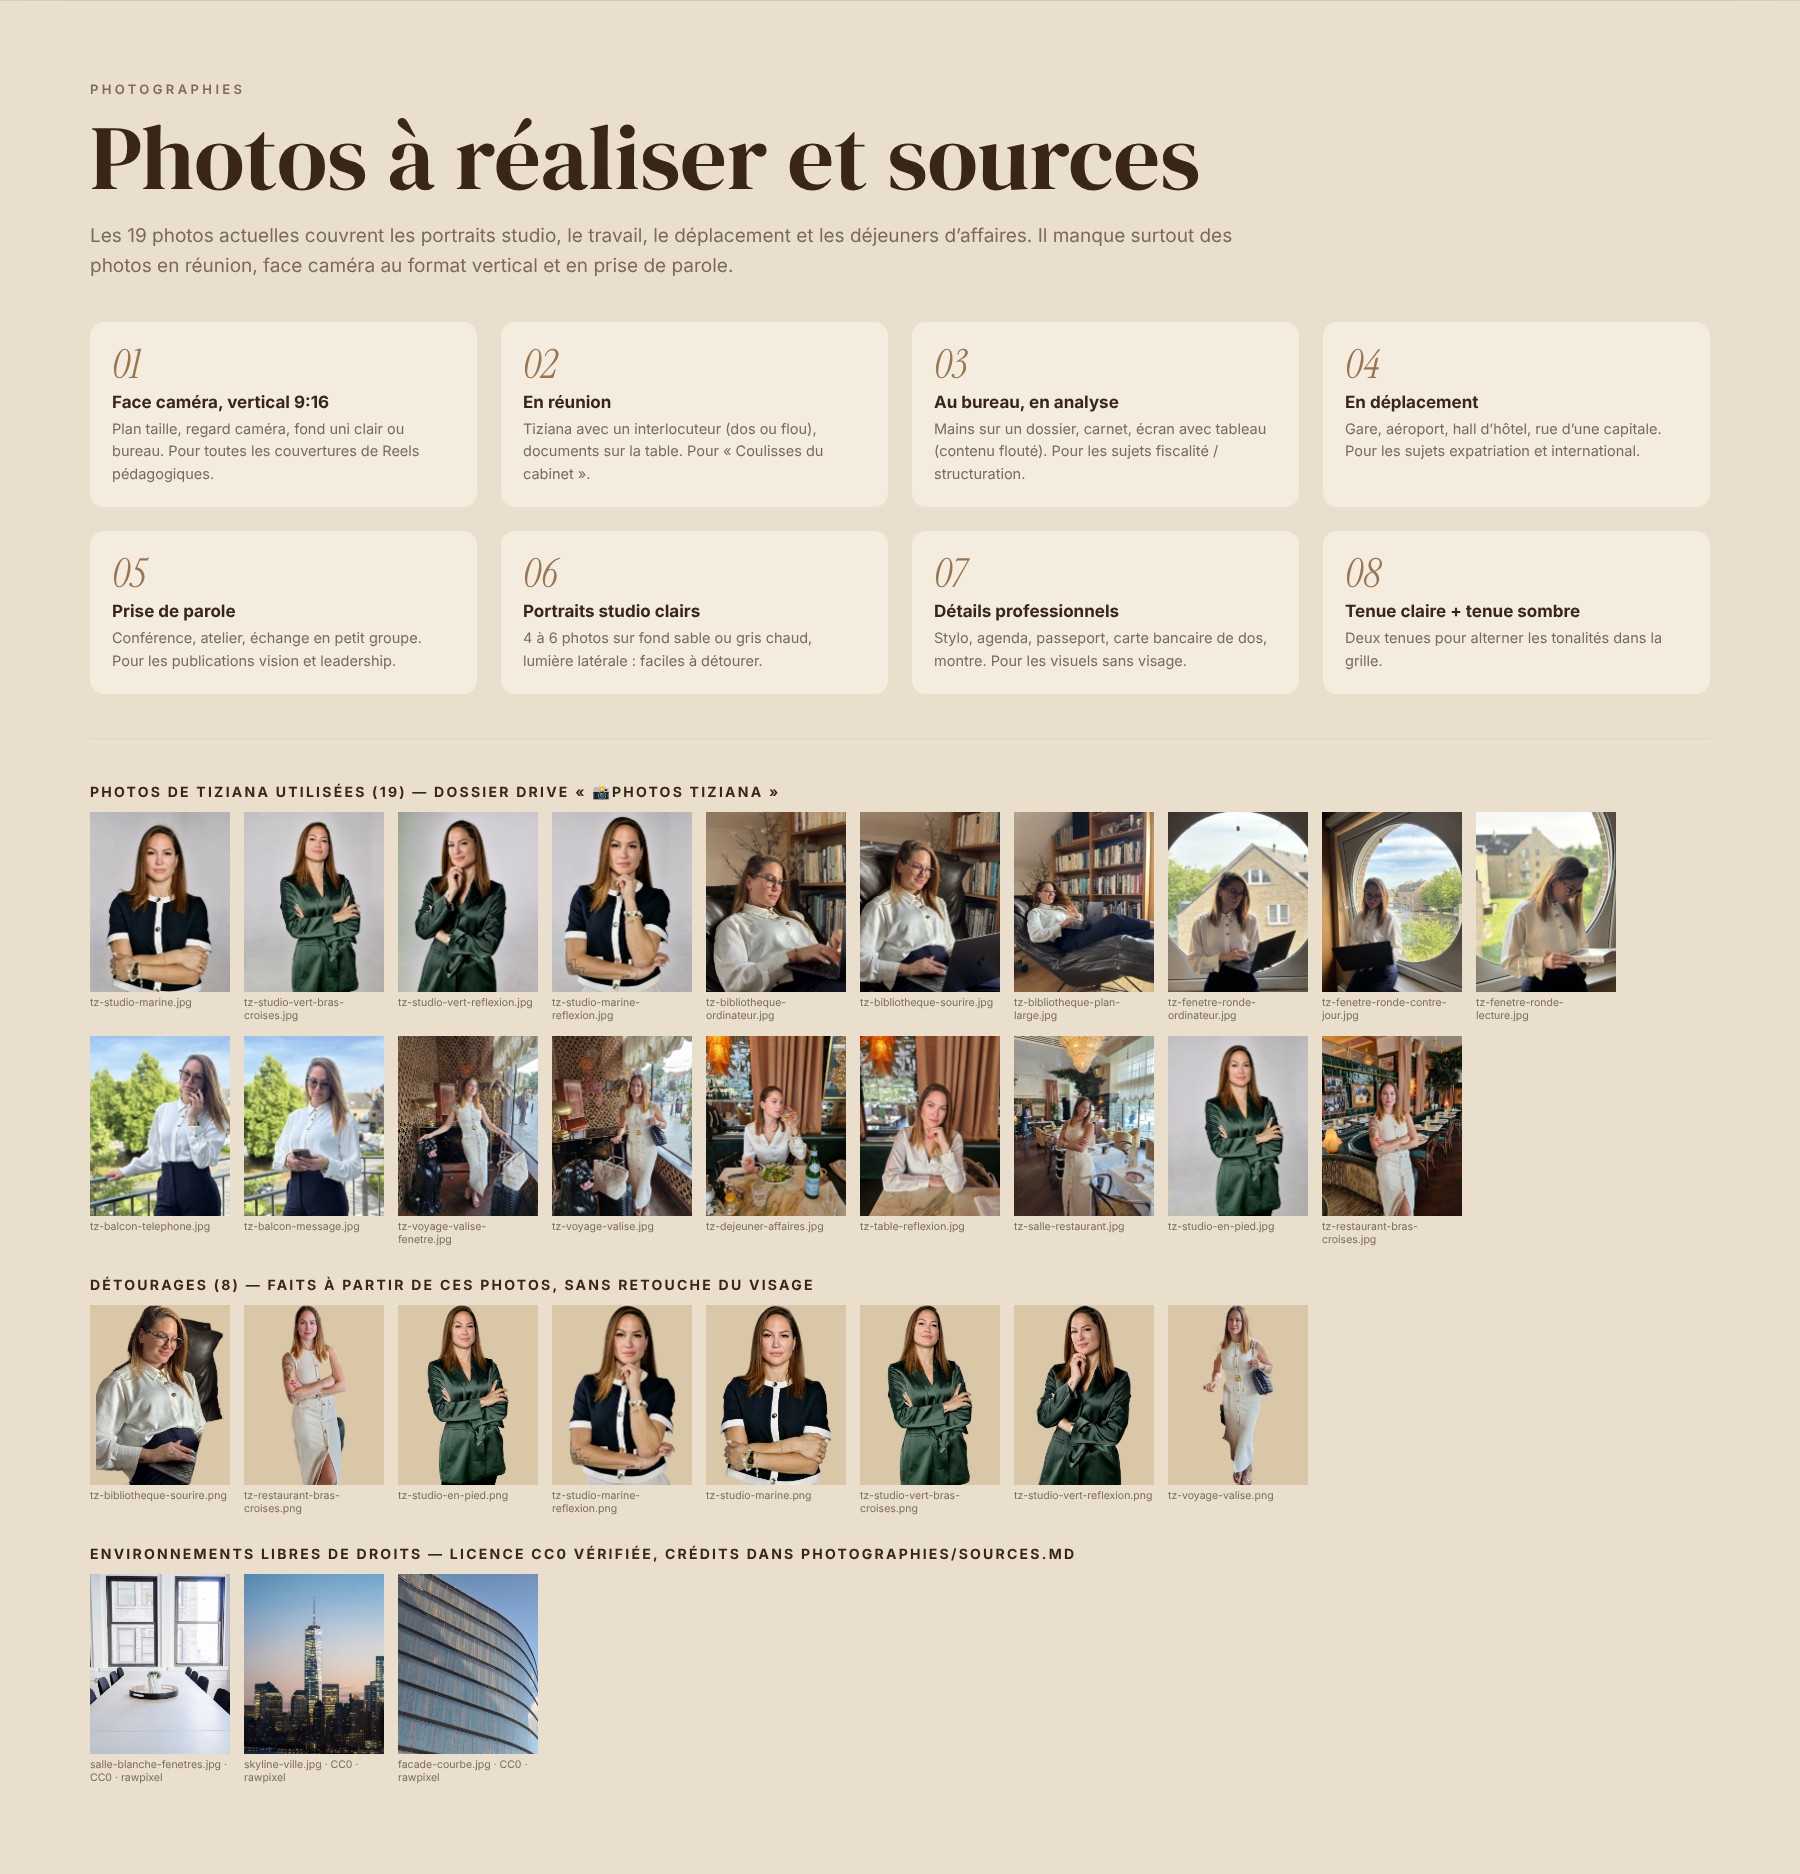 PHOTOGRAPHIES
Photos à réaliser et sources
Les 19 photos actuelles couvrent les portraits studio, le travail, le déplacement et les déjeuners d’affaires. Il manque surtout des
photos en réunion, face caméra au format vertical et en prise de parole.
01
Face caméra, vertical 9:16
Plan taille, regard caméra, fond uni clair ou
bureau. Pour toutes les couvertures de Reels
pédagogiques.
02
En réunion
Tiziana avec un interlocuteur (dos ou flou),
documents sur la table. Pour « Coulisses du
cabinet ».
03
Au bureau, en analyse
Mains sur un dossier, carnet, écran avec tableau
(contenu flouté). Pour les sujets fiscalité /
structuration.
04
En déplacement
Gare, aéroport, hall d’hôtel, rue d’une capitale.
Pour les sujets expatriation et international.
05
Prise de parole
Conférence, atelier, échange en petit groupe.
Pour les publications vision et leadership.
06
Portraits studio clairs
4 à 6 photos sur fond sable ou gris chaud,
lumière latérale : faciles à détourer.
07
Détails professionnels
Stylo, agenda, passeport, carte bancaire de dos,
montre. Pour les visuels sans visage.
08
Tenue claire + tenue sombre
Deux tenues pour alterner les tonalités dans la
grille.
PHOTOS DE TIZIANA UTILISÉES (19) — DOSSIER DRIVE « 📸PHOTOS TIZIANA »
tz-studio-marine.jpg
tz-studio-vert-bras-
croises.jpg
tz-studio-vert-reflexion.jpg
tz-studio-marine-
reflexion.jpg
tz-bibliotheque-
ordinateur.jpg
tz-bibliotheque-sourire.jpg
tz-bibliotheque-plan-
large.jpg
tz-fenetre-ronde-
ordinateur.jpg
tz-fenetre-ronde-contre-
jour.jpg
tz-fenetre-ronde-
lecture.jpg
tz-balcon-telephone.jpg
tz-balcon-message.jpg
tz-voyage-valise-
fenetre.jpg
tz-voyage-valise.jpg
tz-dejeuner-affaires.jpg
tz-table-reflexion.jpg
tz-salle-restaurant.jpg
tz-studio-en-pied.jpg
tz-restaurant-bras-
croises.jpg
DÉTOURAGES (8) — FAITS À PARTIR DE CES PHOTOS, SANS RETOUCHE DU VISAGE
tz-bibliotheque-sourire.png
tz-restaurant-bras-
croises.png
tz-studio-en-pied.png
tz-studio-marine-
reflexion.png
tz-studio-marine.png
tz-studio-vert-bras-
croises.png
tz-studio-vert-reflexion.png
tz-voyage-valise.png
ENVIRONNEMENTS LIBRES DE DROITS — LICENCE CC0 VÉRIFIÉE, CRÉDITS DANS PHOTOGRAPHIES/SOURCES.MD
salle-blanche-fenetres.jpg ·
CC0 · rawpixel
skyline-ville.jpg · CC0 ·
rawpixel
facade-courbe.jpg · CC0 ·
rawpixel